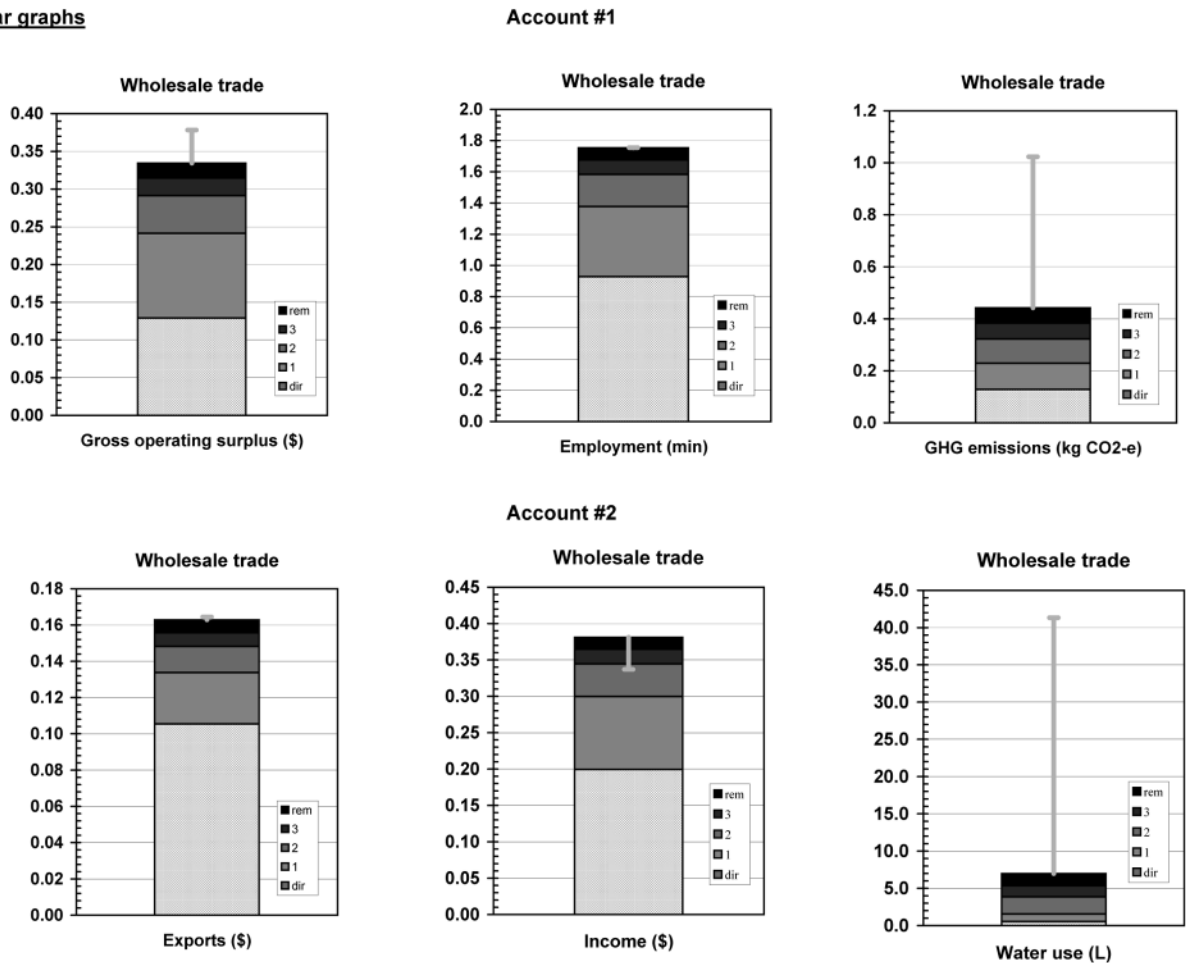 ar graphs
Account #1
Wholesale trade
0.40
0.35
0.30
0.25
0.20
0.15
0.10
0.05
0.00
rem
3
2
1
dir
Gross operating surplus ($)
Wholesale trade
2.0
1.8
1.6
1.4
1.2
1.0
0.8
0.6
0.4
0.2
0.0
rem
3
2
1
dir
Employment (min)
Wholesale trade
1.2
1.0
0.8
0.6
0.4
0.2
0.0
rem
3
2
1
dir
GHG emissions (kg CO2-e)
Account #2
Wholesale trade
0.18
0.16
0.14
0.12
0.10
0.08
0.06
0.04
0.02
0.00
rem
3
2
1
dir
Exports ($)
Wholesale trade
0.45
0.40
0.35
0.30
0.25
0.20
0.15
0.10
0.05
0.00
rem
3
2
1
dir
Income ($)
Wholesale trade
45.0
40.0
35.0
30.0
25.0
20.0
15.0
10.0
5.0
0.0
rem
3
2
1
dir
Water use (L)